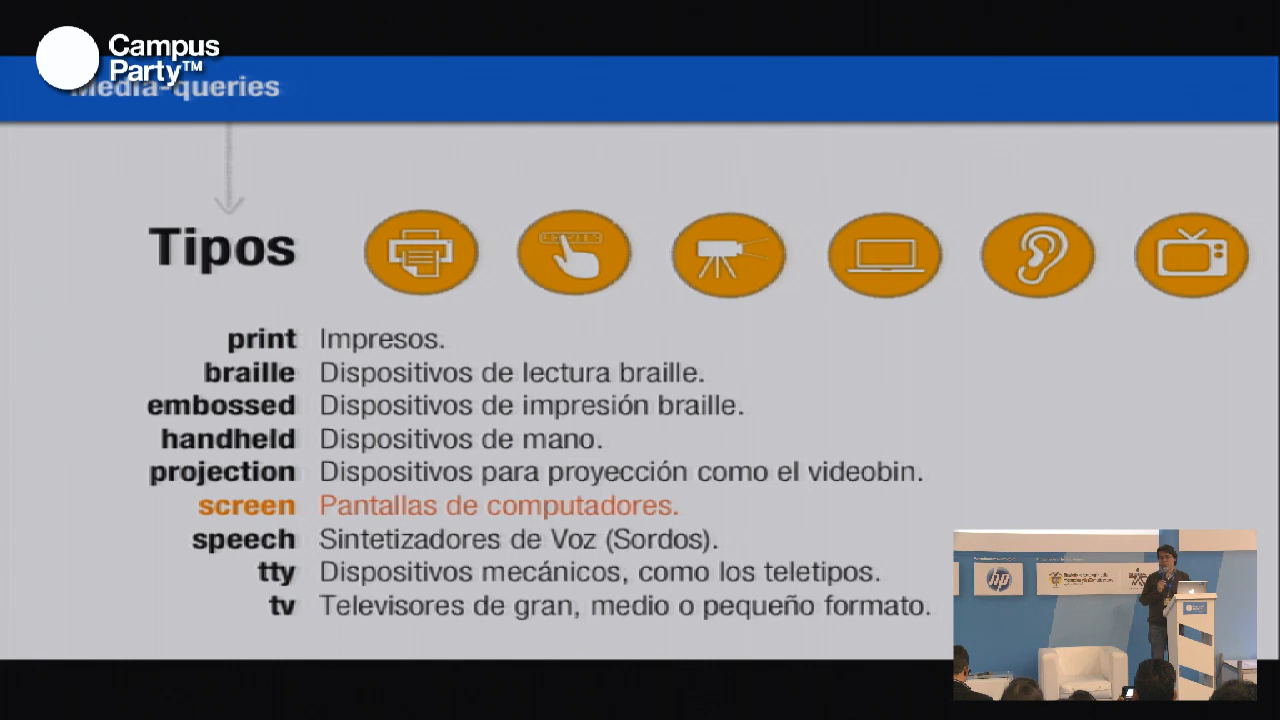 Campus
Party™
Media-queries
Tipos
print Impresos.
braille Dispositivos de lectura braille.
embossed Dispositivos de impresión braille.
handheld Dispositivos de mano.
projection Dispositivos para proyección como el videobin.
screen Pantallas de computadores.
speech Sintetizadores de Voz (Sordos).
tty Dispositivos mecánicos, como los teletipos.
tv Televisores de gran, medio o pequeño formato.
hp